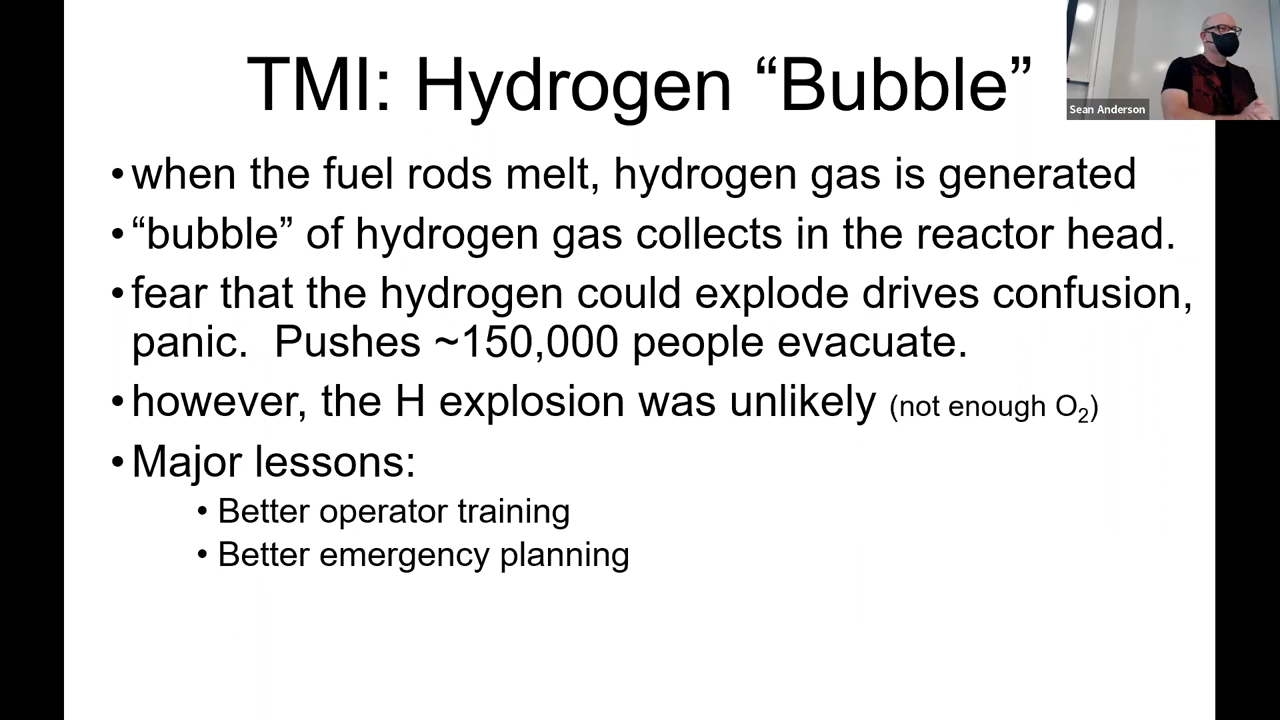 TMI: Hydrogen “Bubble”
Sean Anderson
•when the fuel rods melt, hydrogen gas is generated
•“bubble” of hydrogen gas collects in the reactor head.
•fear that the hydrogen could explode drives confusion,
panic.  Pushes ~150,000 people evacuate.
•however, the H explosion was unlikely (not enough O₂)
•Major lessons:
• Better operator training
• Better emergency planning